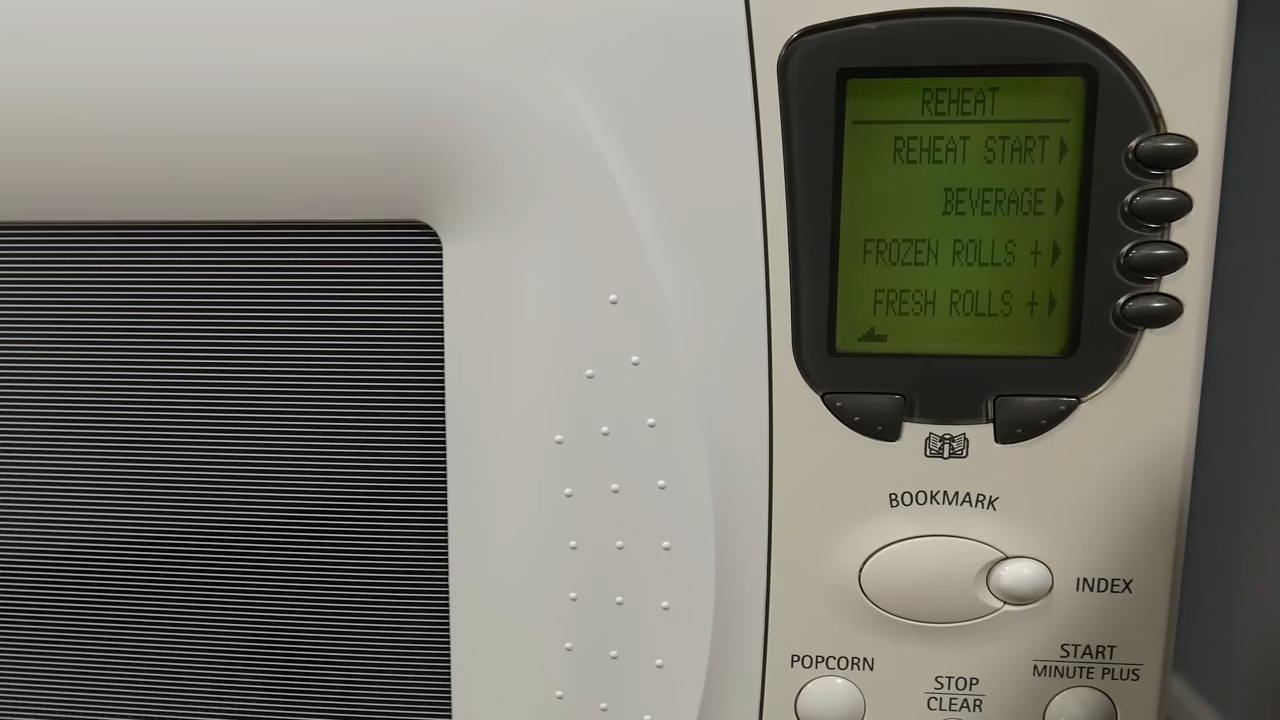 REHEAT
REHEAT START
BEVERAGE
FROZEN ROLLS +
FRESH ROLLS +
BOOKMARK
INDEX
POPCORN
STOP
CLEAR
START
MINUTE PLUS